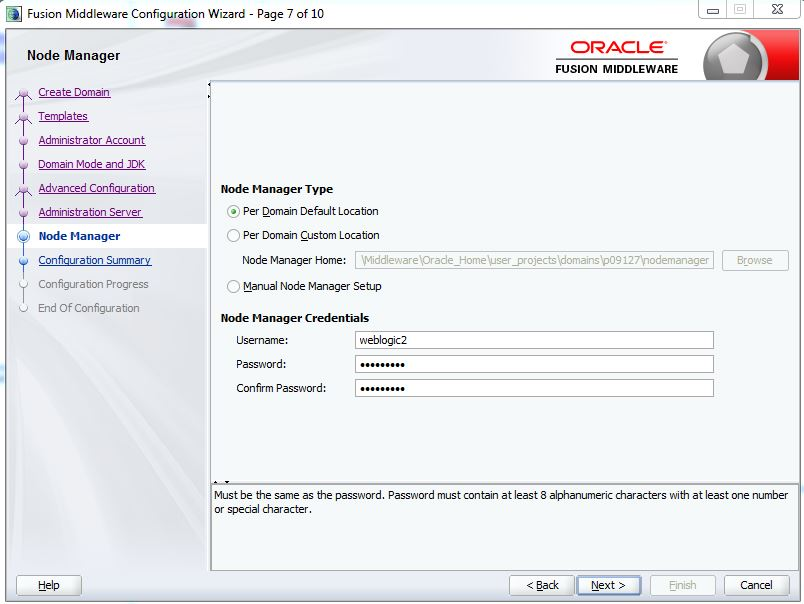 Fusion Middleware Configuration Wizard - Page 7 of 10
Node Manager
ORACLE
FUSION MIDDLEWARE
Create Domain
Templates
Administrator Account
Domain Mode and JDK
Advanced Configuration
Administration Server
Node Manager
Configuration Summary
Configuration Progress
End Of Configuration
Node Manager Type
Per Domain Default Location
Per Domain Custom Location
Node Manager Home: \Middleware\Oracle_Home\user_projects\domains\p09127\nodemanager Browse
Manual Node Manager Setup
Node Manager Credentials
Username: weblogic2
Password: •••••••••
Confirm Password: •••••••••
Must be the same as the password. Password must contain at least 8 alphanumeric characters with at least one number
or special character.
Help < Back Next > Finish Cancel